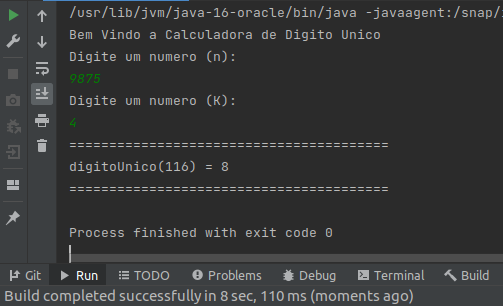 /usr/lib/jvm/java-16-oracle/bin/java -javaagent:/snap/
Bem Vindo a Calculadora de Digito Unico
Digite um numero (n):
9875
Digite um numero (K):
4
========================================
digitoUnico(116) = 8
========================================
Process finished with exit code 0
Git Run TODO Problems Debug Terminal Build
Build completed successfully in 8 sec, 110 ms (moments ago)